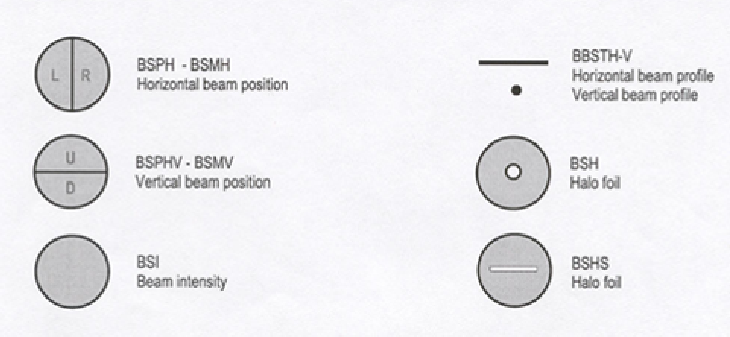 L R
BSPH - BSMH
Horizontal beam position
U
D
BSPHV - BSMV
Vertical beam position
BSI
Beam intensity
BBSTH-V
Horizontal beam profile
Vertical beam profile
BSH
Halo foil
BSHS
Halo foil